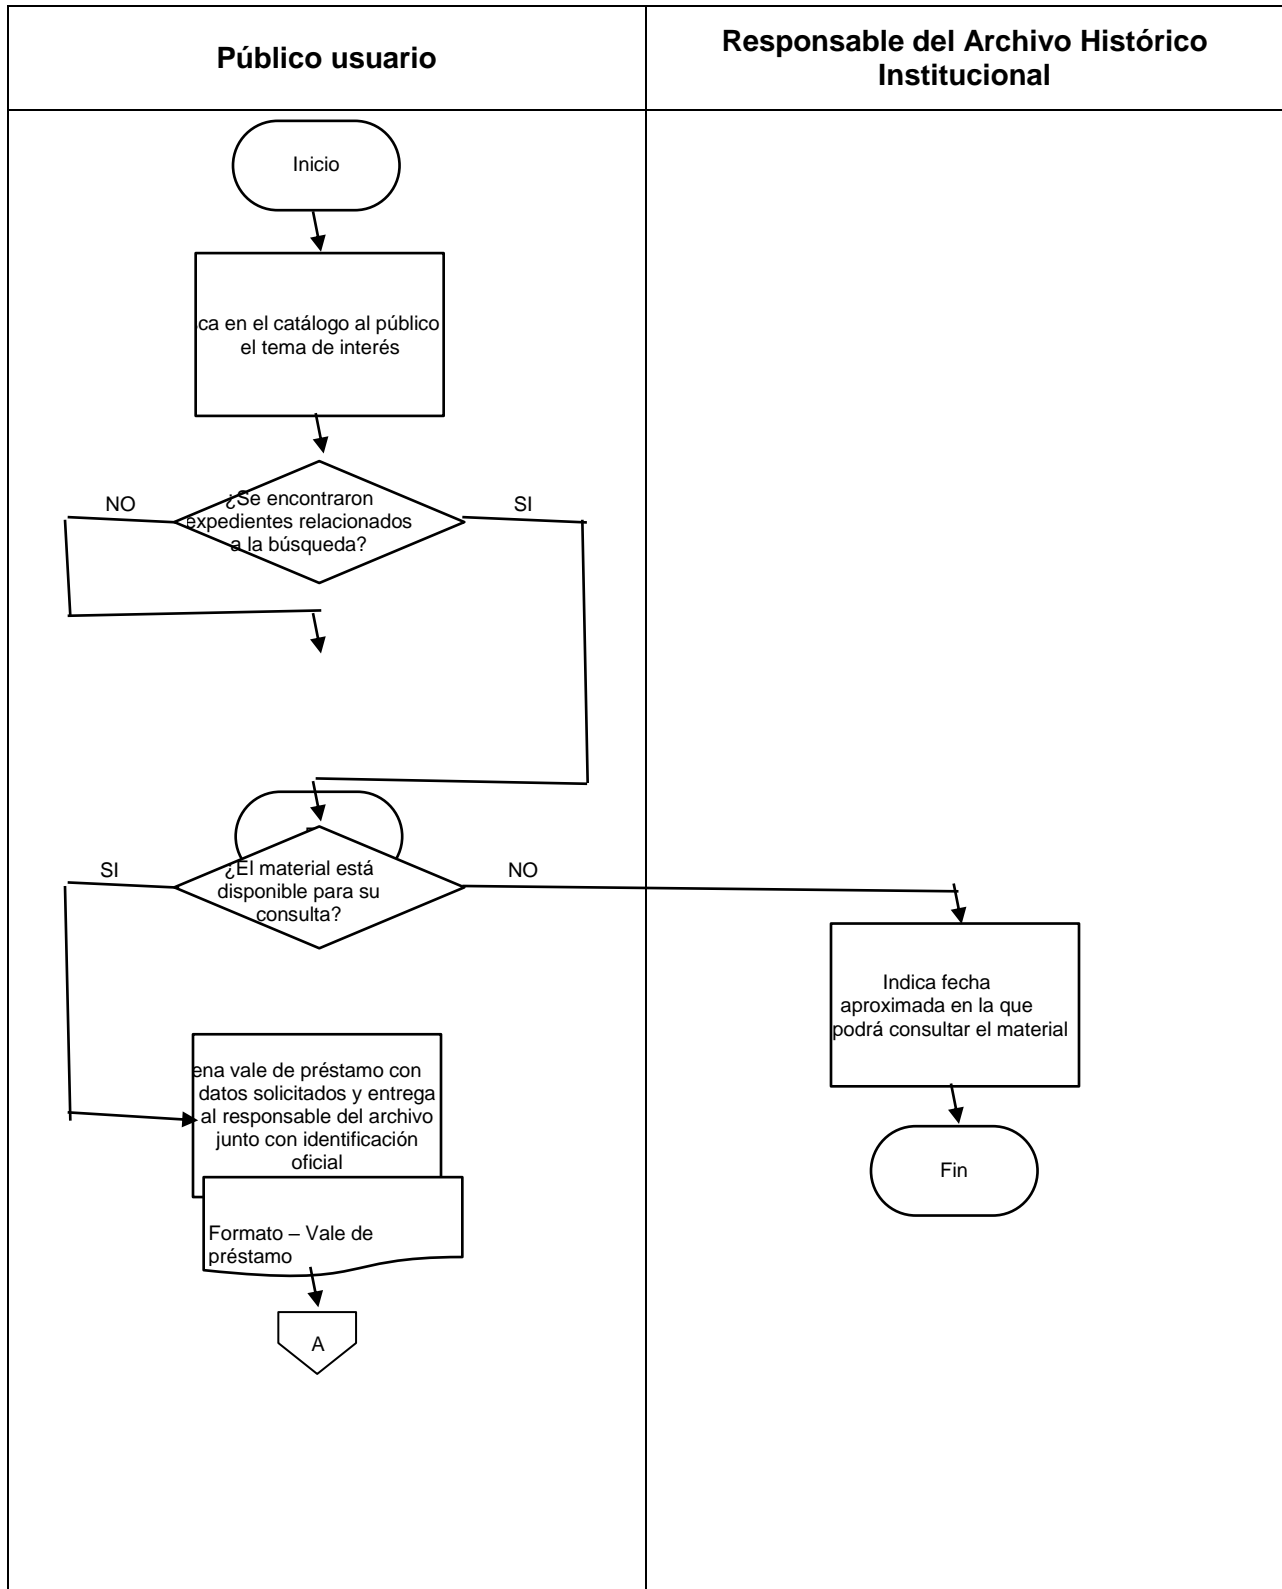 Público usuario
Responsable del Archivo Histórico
Institucional
Inicio
ca en el catálogo al público
el tema de interés
¿Se encontraron
expedientes relacionados
a la búsqueda?
NO
SI
¿El material está
disponible para su
consulta?
SI
NO
Indica fecha
aproximada en la que
podrá consultar el material
ena vale de préstamo con
datos solicitados y entrega
al responsable del archivo
junto con identificación
oficial
Formato – Vale de
préstamo
Fin
A